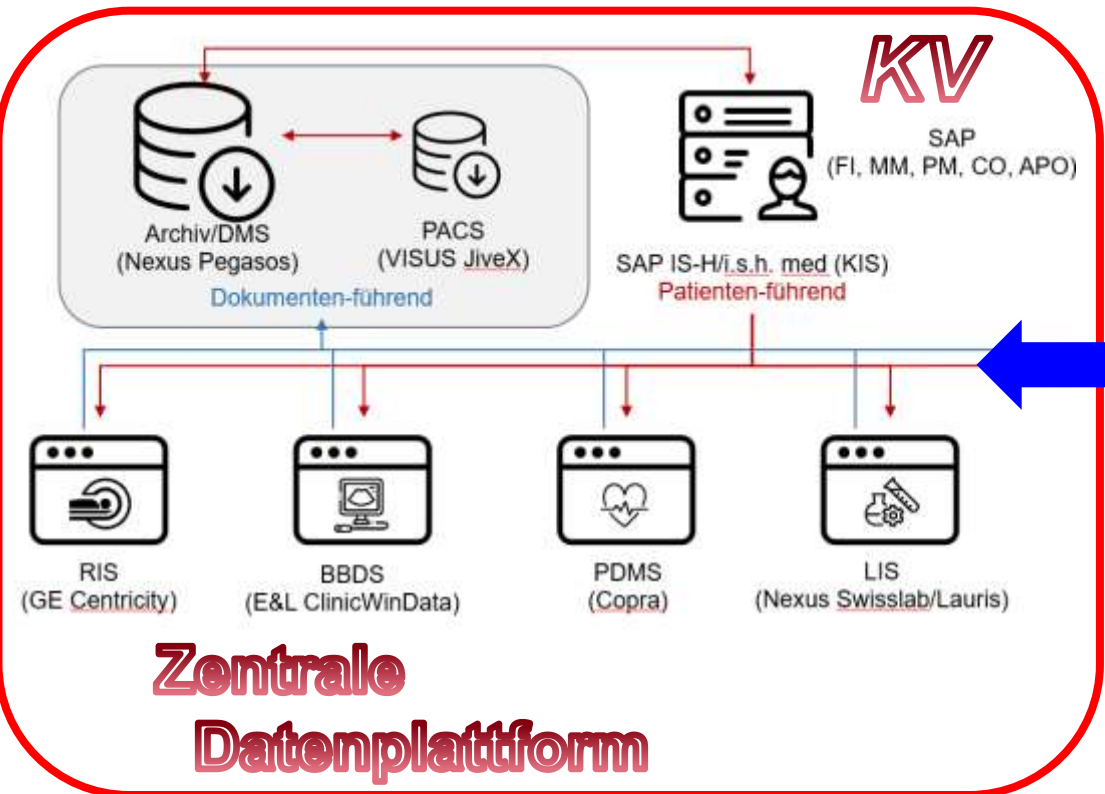 KV
SAP
(FI, MM, PM, CO, APO)
Archiv/DMS
(Nexus Pegasos)
PACS
(VISUS JiveX)
Dokumenten-führend
SAP IS-H/i.s.h. med (KIS)
Patienten-führend
RIS
(GE Centricity)
BBDS
(E&L ClinicWinData)
PDMS
(Copra)
LIS
(Nexus Swisslab/Lauris)
Zentrale
Datenplattform